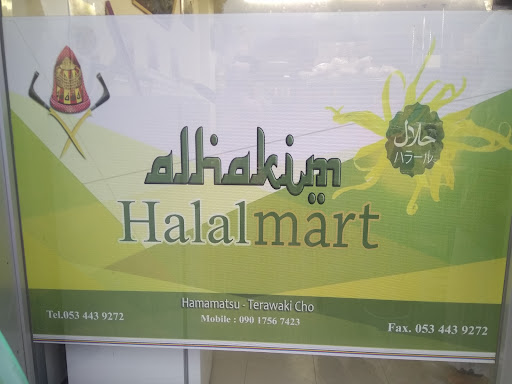 حلال
ハラール
alhakim
Halalmart
Hamamatsu - Terawaki Cho
Mobile : 090 1756 7423
Tel.053 443 9272
Fax. 053 443 9272